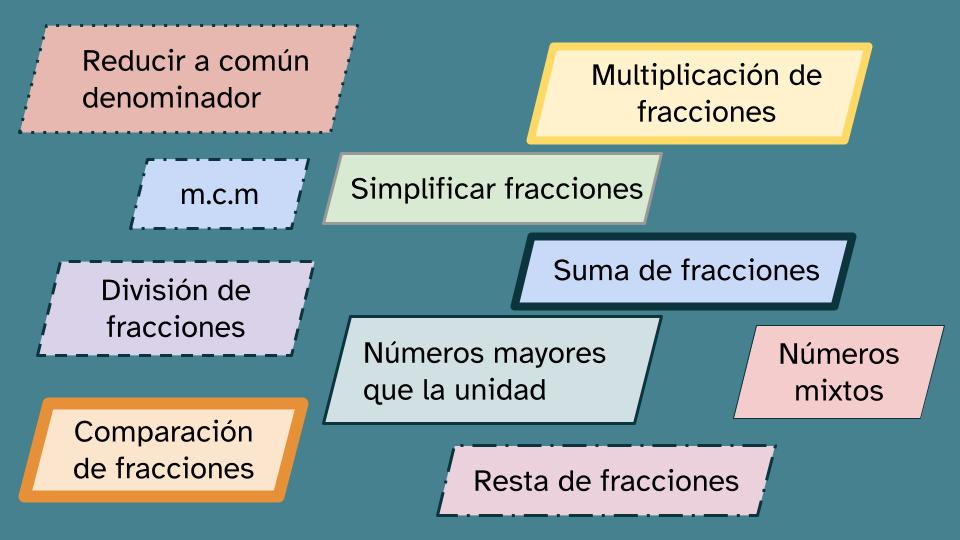 Reducir a común
denominador
Multiplicación de
fracciones
m.c.m
Simplificar fracciones
Suma de fracciones
División de
fracciones
Números mayores
que la unidad
Números
mixtos
Comparación
de fracciones
Resta de fracciones